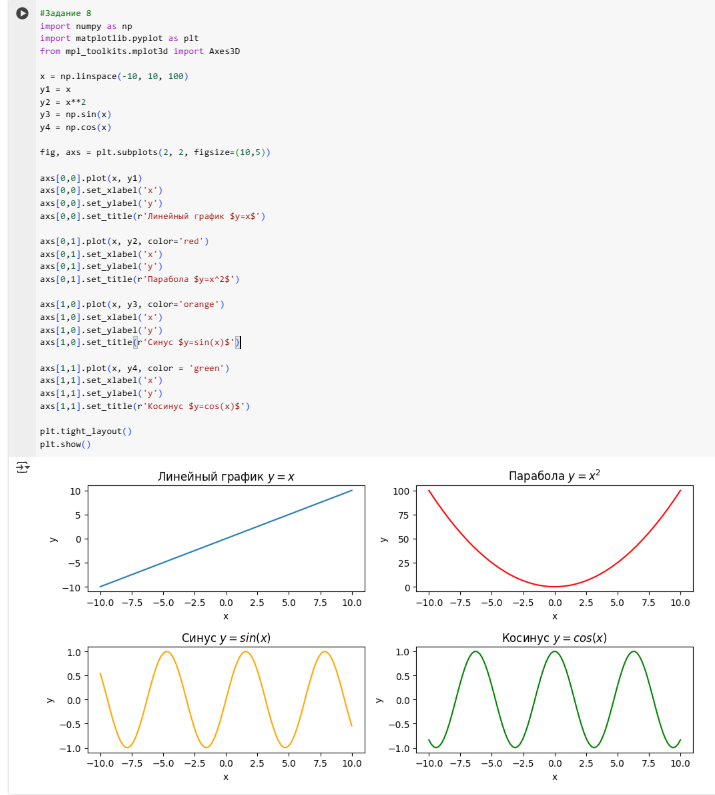 #Задание 8
import numpy as np
import matplotlib.pyplot as plt
from mpl_toolkits.mplot3d import Axes3D
x = np.linspace(-10, 10, 100)
y1 = x
y2 = x**2
y3 = np.sin(x)
y4 = np.cos(x)
fig, axs = plt.subplots(2, 2, figsize=(10,5))
axs[0,0].plot(x, y1)
axs[0,0].set_xlabel('x')
axs[0,0].set_ylabel('y')
axs[0,0].set_title(r'Линейный график $y=x$')
axs[0,1].plot(x, y2, color='red')
axs[0,1].set_xlabel('x')
axs[0,1].set_ylabel('y')
axs[0,1].set_title(r'Парабола $y=x^2$')
axs[1,0].plot(x, y3, color='orange')
axs[1,0].set_xlabel('x')
axs[1,0].set_ylabel('y')
axs[1,0].set_title(r'Синус $y=sin(x)$')
axs[1,1].plot(x, y4, color = 'green')
axs[1,1].set_xlabel('x')
axs[1,1].set_ylabel('y')
axs[1,1].set_title(r'Косинус $y=cos(x)$')
plt.tight_layout()
plt.show()
Линейный график y = x
10
5
0
−5
−10
y
−10.0 −7.5 −5.0 −2.5 0.0 2.5 5.0 7.5 10.0
x
Парабола y = x²
100
75
50
25
0
y
−10.0 −7.5 −5.0 −2.5 0.0 2.5 5.0 7.5 10.0
x
Синус y = sin(x)
1.0
0.5
0.0
−0.5
−1.0
y
−10.0 −7.5 −5.0 −2.5 0.0 2.5 5.0 7.5 10.0
x
Косинус y = cos(x)
1.0
0.5
0.0
−0.5
−1.0
y
−10.0 −7.5 −5.0 −2.5 0.0 2.5 5.0 7.5 10.0
x